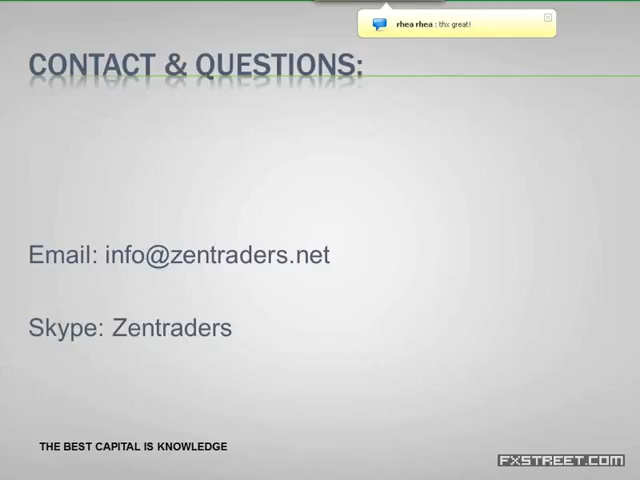 rhea rhea : thx great!
CONTACT & QUESTIONS:
Email: info@zentraders.net
Skype: Zentraders
THE BEST CAPITAL IS KNOWLEDGE
FXSTREET.COM